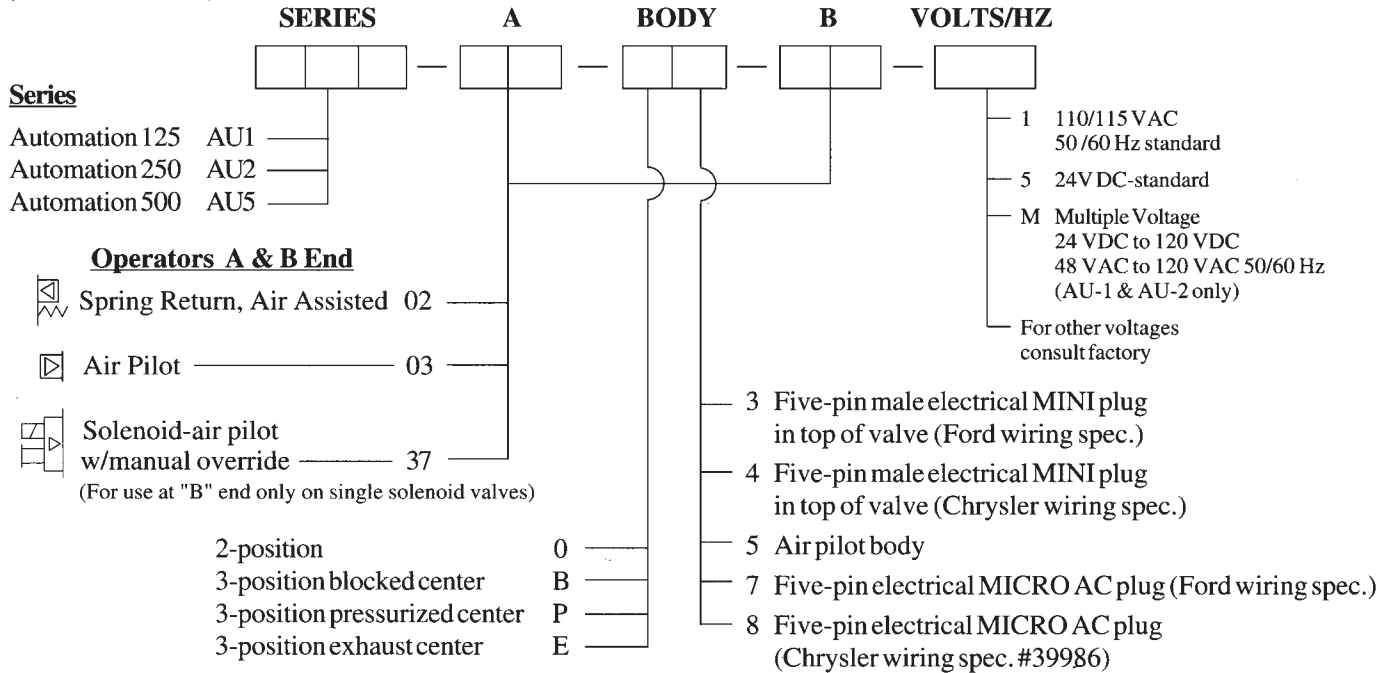 SERIES A BODY B VOLTS/HZ
Series
Automation 125 AU1
Automation 250 AU2
Automation 500 AU5
Operators A & B End
Spring Return, Air Assisted 02
Air Pilot 03
Solenoid-air pilot
w/manual override 37
(For use at "B" end only on single solenoid valves)
2-position 0
3-position blocked center B
3-position pressurized center P
3-position exhaust center E
1 110/115 VAC
50/60 Hz standard
5 24V DC-standard
M Multiple Voltage
24 VDC to 120 VDC
48 VAC to 120 VAC 50/60 Hz
(AU-1 & AU-2 only)
For other voltages
consult factory
3 Five-pin male electrical MINI plug
in top of valve (Ford wiring spec.)
4 Five-pin male electrical MINI plug
in top of valve (Chrysler wiring spec.)
5 Air pilot body
7 Five-pin electrical MICRO AC plug (Ford wiring spec.)
8 Five-pin electrical MICRO AC plug
(Chrysler wiring spec. #39986)